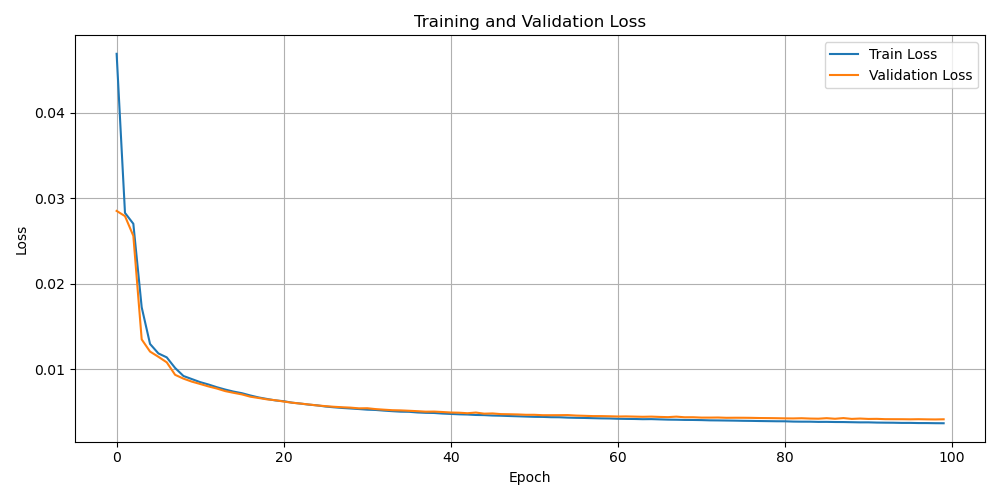 Training and Validation Loss
Train Loss
Validation Loss
0.04
0.03
0.02
0.01
Loss
0 20 40 60 80 100
Epoch